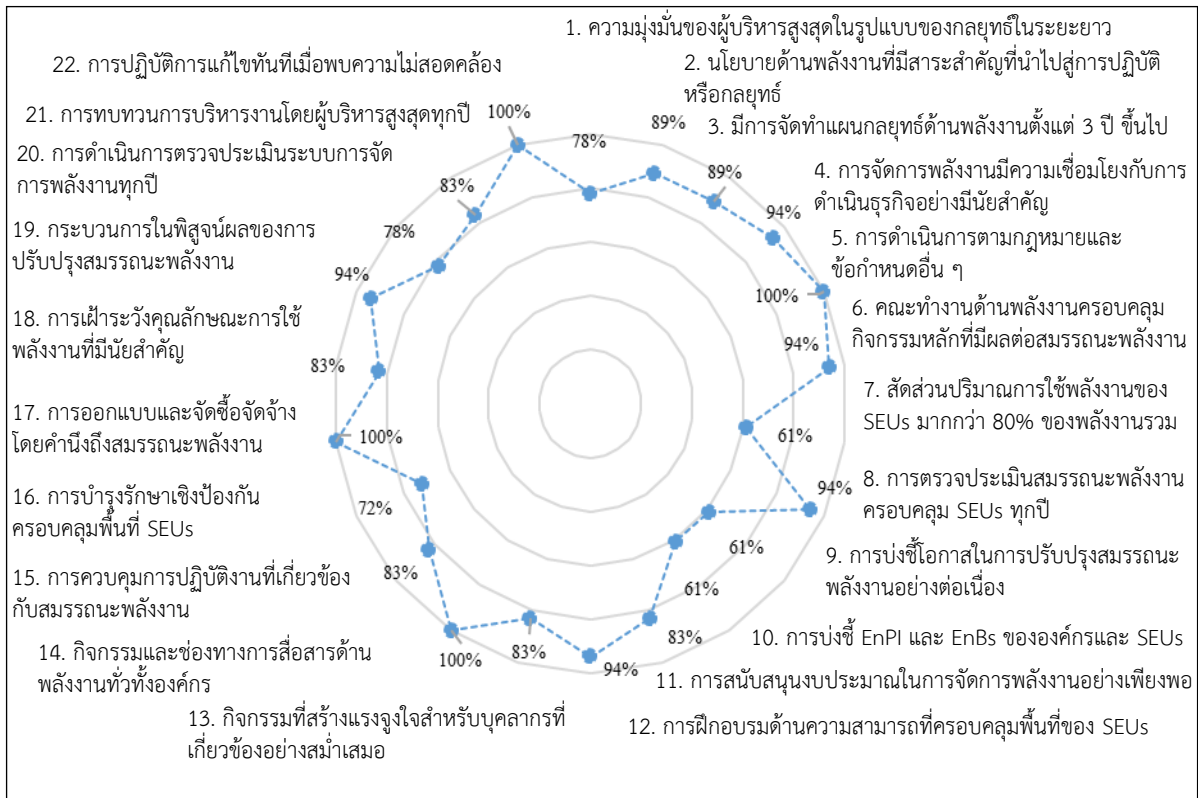 1. ความมุ่งมั่นของผู้บริหารสูงสุดในรูปแบบของกลยุทธ์ในระยะยาว
2. นโยบายด้านพลังงานที่มีสาระสำคัญที่นำไปสู่การปฏิบัติ
หรือกลยุทธ์
3. มีการจัดทำแผนกลยุทธ์ด้านพลังงานตั้งแต่ 3 ปี ขึ้นไป
4. การจัดการพลังงานมีความเชื่อมโยงกับการ
ดำเนินธุรกิจอย่างมีนัยสำคัญ
5. การดำเนินการตามกฎหมายและ
ข้อกำหนดอื่น ๆ
6. คณะทำงานด้านพลังงานครอบคลุม
กิจกรรมหลักที่มีผลต่อสมรรถนะพลังงาน
7. สัดส่วนปริมาณการใช้พลังงานของ
SEUs มากกว่า 80% ของพลังงานรวม
8. การตรวจประเมินสมรรถนะพลังงาน
ครอบคลุม SEUs ทุกปี
9. การบ่งชี้โอกาสในการปรับปรุงสมรรถนะ
พลังงานอย่างต่อเนื่อง
10. การบ่งชี้ EnPI และ EnBs ขององค์กรและ SEUs
11. การสนับสนุนงบประมาณในการจัดการพลังงานอย่างเพียงพอ
12. การฝึกอบรมด้านความสามารถที่ครอบคลุมพื้นที่ของ SEUs
13. กิจกรรมที่สร้างแรงจูงใจสำหรับบุคลากรที่
เกี่ยวข้องอย่างสม่ำเสมอ
14. กิจกรรมและช่องทางการสื่อสารด้าน
พลังงานทั่วทั้งองค์กร
15. การควบคุมการปฏิบัติงานที่เกี่ยวข้อง
กับสมรรถนะพลังงาน
16. การบำรุงรักษาเชิงป้องกัน
ครอบคลุมพื้นที่ SEUs
17. การออกแบบและจัดซื้อจัดจ้าง
โดยคำนึงถึงสมรรถนะพลังงาน
18. การเฝ้าระวังคุณลักษณะการใช้
พลังงานที่มีนัยสำคัญ
19. กระบวนการในพิสูจน์ผลของการ
ปรับปรุงสมรรถนะพลังงาน
20. การดำเนินการตรวจประเมินระบบการจัด
การพลังงานทุกปี
21. การทบทวนการบริหารงานโดยผู้บริหารสูงสุดทุกปี
22. การปฏิบัติการแก้ไขทันทีเมื่อพบความไม่สอดคล้อง
78%
89%
89%
94%
100%
94%
61%
94%
61%
61%
83%
94%
83%
100%
83%
72%
100%
83%
94%
78%
83%
100%